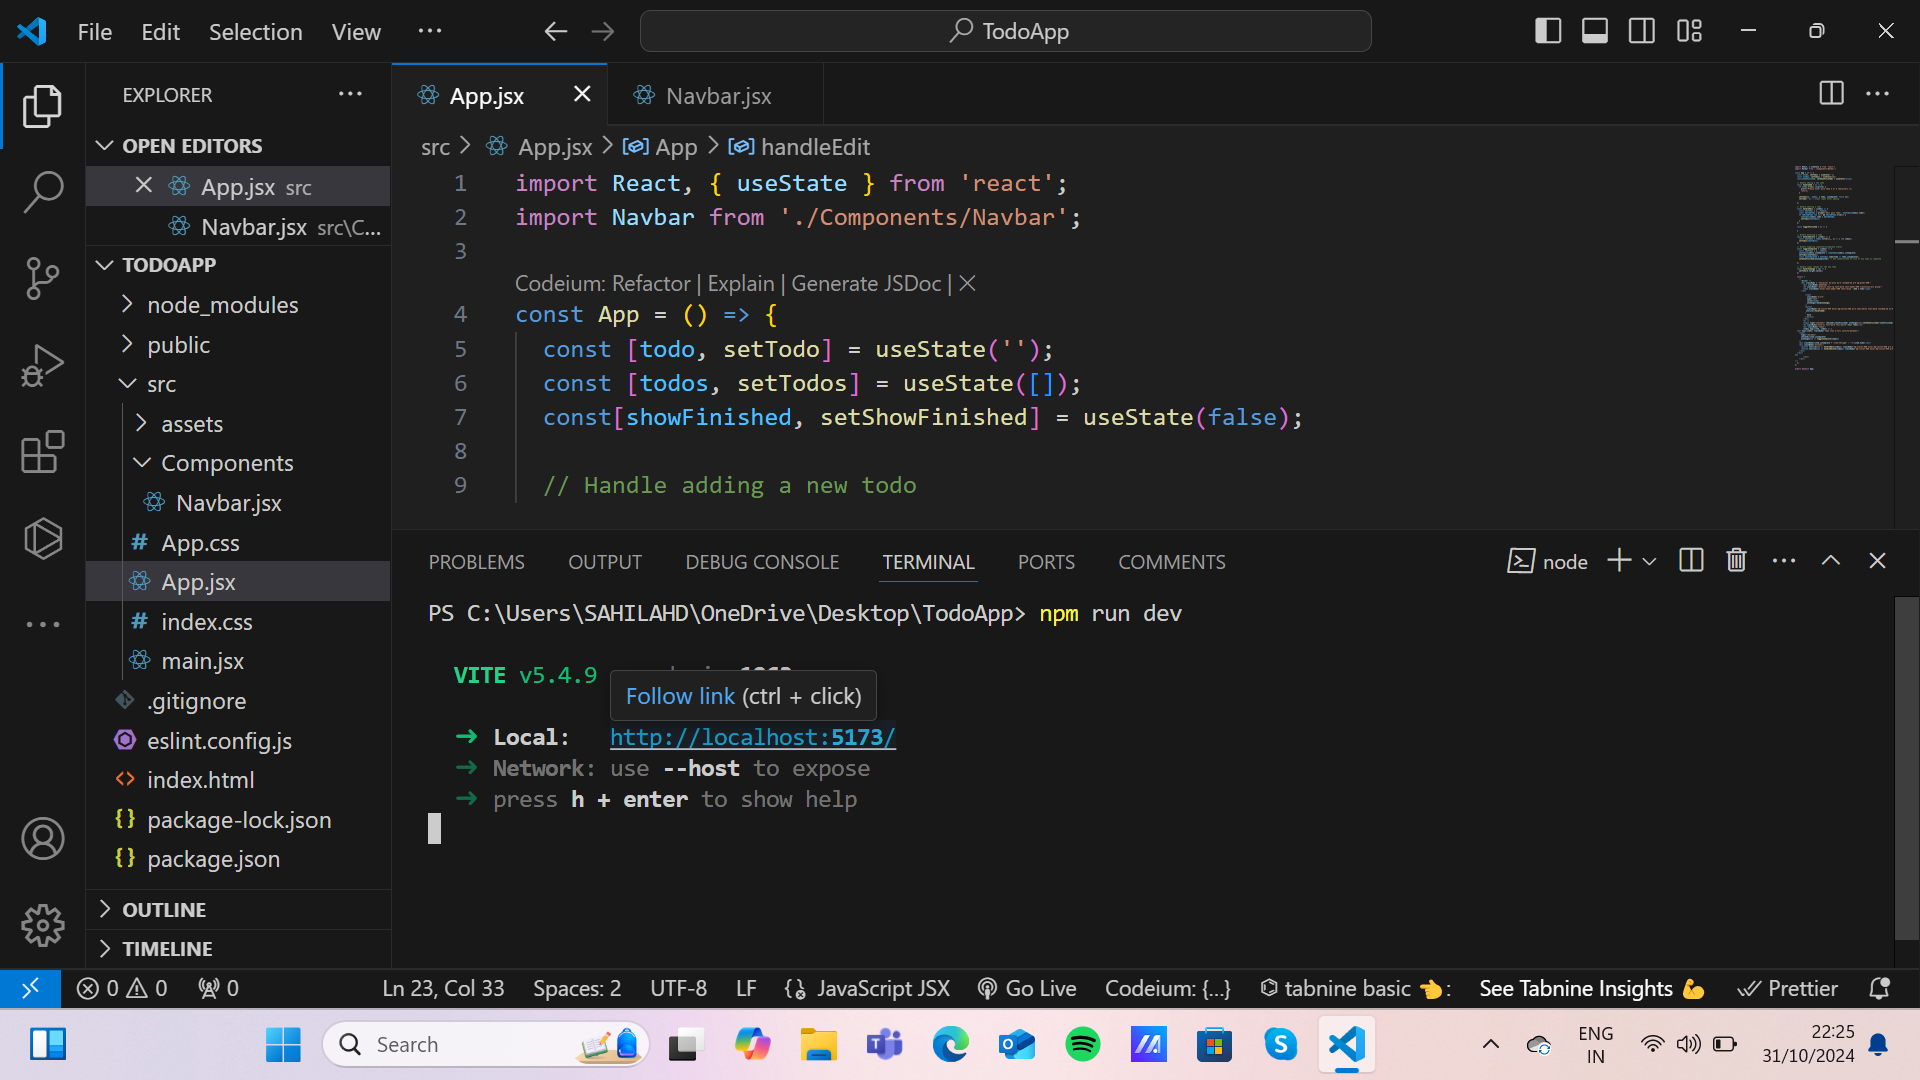 File Edit Selection View ···
TodoApp
EXPLORER
OPEN EDITORS
App.jsx src
Navbar.jsx src\C...
TODOAPP
node_modules
public
src
assets
Components
Navbar.jsx
App.css
App.jsx
index.css
main.jsx
.gitignore
eslint.config.js
index.html
package-lock.json
package.json
OUTLINE
TIMELINE
App.jsx
Navbar.jsx
src > App.jsx > App > handleEdit
1 import React, { useState } from 'react';
2 import Navbar from './Components/Navbar';
3
Codeium: Refactor | Explain | Generate JSDoc | ×
4 const App = () => {
5 const [todo, setTodo] = useState('');
6 const [todos, setTodos] = useState([]);
7 const[showFinished, setShowFinished] = useState(false);
8
9 // Handle adding a new todo
PROBLEMS OUTPUT DEBUG CONSOLE TERMINAL PORTS COMMENTS
node
PS C:\Users\SAHILAHD\OneDrive\Desktop\TodoApp> npm run dev
VITE v5.4.9
Follow link (ctrl + click)
➜ Local: http://localhost:5173/
➜ Network: use --host to expose
➜ press h + enter to show help
0 0 0 Ln 23, Col 33 Spaces: 2 UTF-8 LF JavaScript JSX Go Live Codeium: {...} tabnine basic 👈: See Tabnine Insights 💪 Prettier
Search
ENG
IN
22:25
31/10/2024